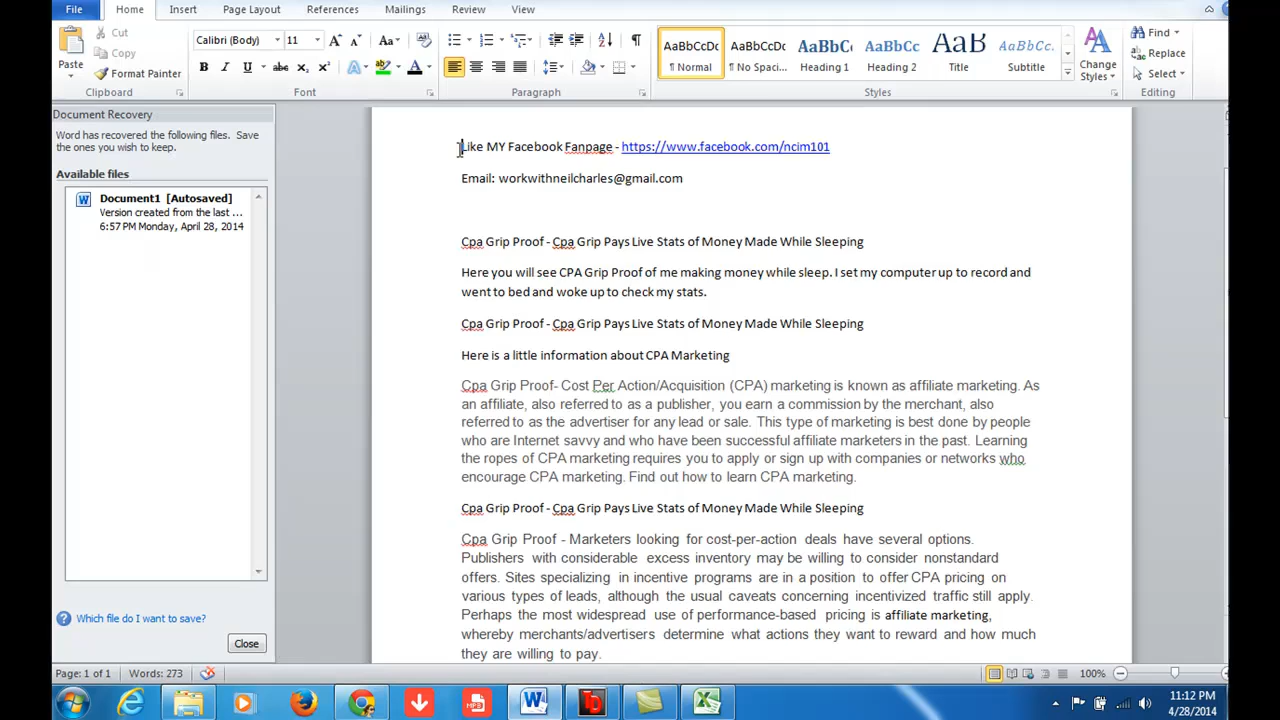 File Home Insert Page Layout References Mailings Review View
Paste
Cut
Copy
Format Painter
Clipboard
Calibri (Body) 11
Font
Paragraph
AaBbCcDc AaBbCcDc AaBbC AaBbCc AaB AaBbCc.
¶ Normal ¶ No Spaci... Heading 1 Heading 2 Title Subtitle
Styles
Change
Styles
Find
Replace
Select
Editing
Document Recovery
Word has recovered the following files. Save
the ones you wish to keep.
Available files
Document1 [Autosaved]
Version created from the last ...
6:57 PM Monday, April 28, 2014
Which file do I want to save?
Close
Like MY Facebook Fanpage - https://www.facebook.com/ncim101
Email: workwithneilcharles@gmail.com
Cpa Grip Proof - Cpa Grip Pays Live Stats of Money Made While Sleeping
Here you will see CPA Grip Proof of me making money while sleep. I set my computer up to record and
went to bed and woke up to check my stats.
Cpa Grip Proof - Cpa Grip Pays Live Stats of Money Made While Sleeping
Here is a little information about CPA Marketing
Cpa Grip Proof- Cost Per Action/Acquisition (CPA) marketing is known as affiliate marketing. As
an affiliate, also referred to as a publisher, you earn a commission by the merchant, also
referred to as the advertiser for any lead or sale. This type of marketing is best done by people
who are Internet savvy and who have been successful affiliate marketers in the past. Learning
the ropes of CPA marketing requires you to apply or sign up with companies or networks who
encourage CPA marketing. Find out how to learn CPA marketing.
Cpa Grip Proof - Cpa Grip Pays Live Stats of Money Made While Sleeping
Cpa Grip Proof - Marketers looking for cost-per-action deals have several options.
Publishers with considerable excess inventory may be willing to consider nonstandard
offers. Sites specializing in incentive programs are in a position to offer CPA pricing on
various types of leads, although the usual caveats concerning incentivized traffic still apply.
Perhaps the most widespread use of performance-based pricing is affiliate marketing,
whereby merchants/advertisers determine what actions they want to reward and how much
they are willing to pay.
Page: 1 of 1 Words: 273
100%
11:12 PM
4/28/2014